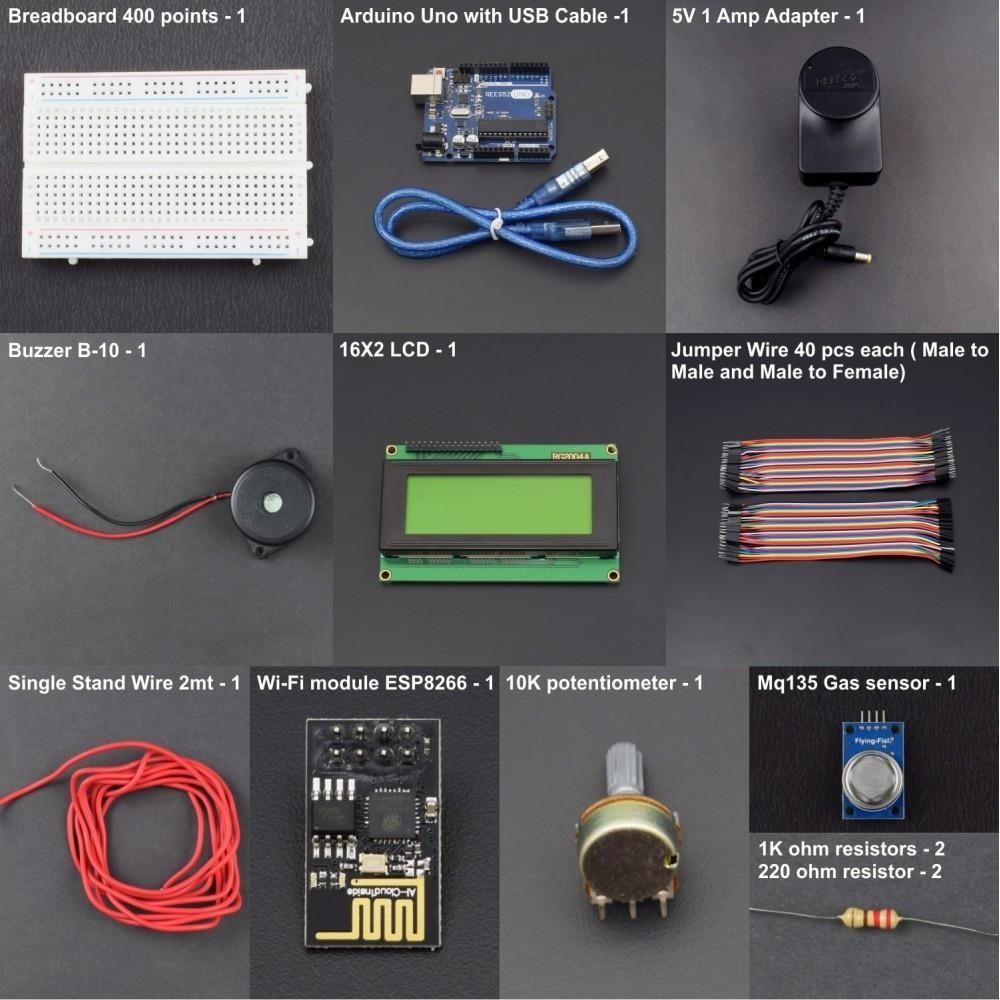 Breadboard 400 points - 1
Arduino Uno with USB Cable -1
5V 1 Amp Adapter - 1
REES52 UNO
REES52
Buzzer B-10 - 1
16X2 LCD - 1
Jumper Wire 40 pcs each ( Male to
Male and Male to Female)
RG2004A
Single Stand Wire 2mt - 1
Wi-Fi module ESP8266 - 1
10K potentiometer - 1
Mq135 Gas sensor - 1
Flying-Fish
AI-Cloud Inside
1K ohm resistors - 2
220 ohm resistor - 2